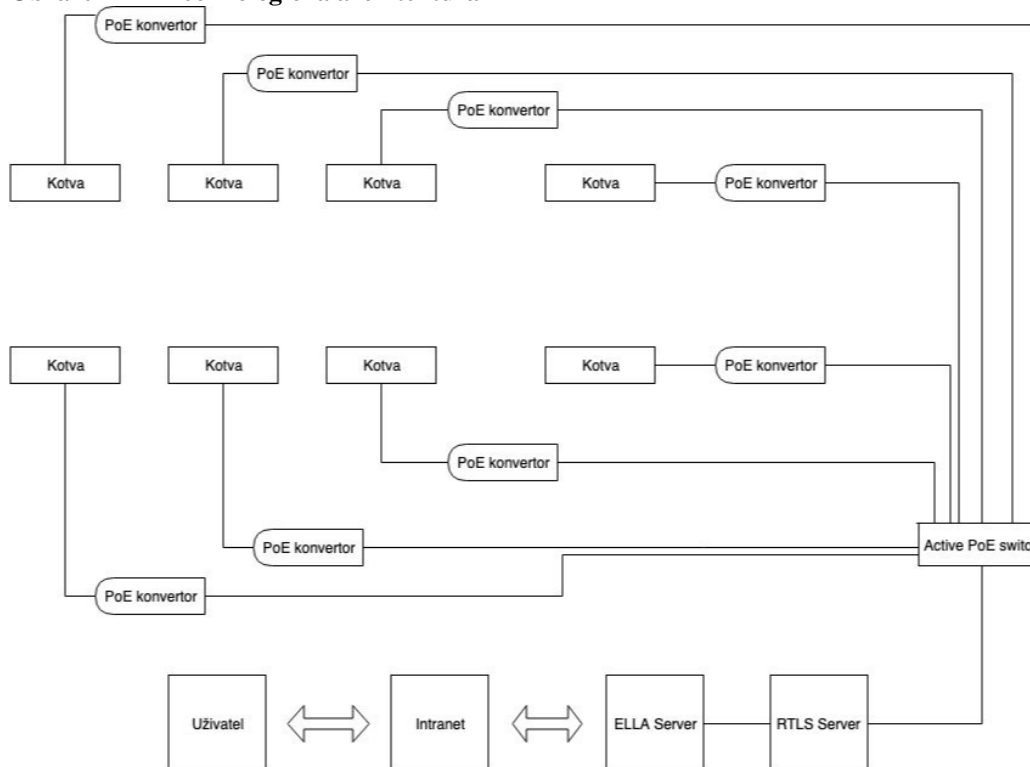 PoE konvertor
PoE konvertor
PoE konvertor
Kotva
Kotva
Kotva
Kotva
PoE konvertor
Kotva
Kotva
Kotva
Kotva
PoE konvertor
PoE konvertor
PoE konvertor
Active PoE
PoE konvertor
Uživatel
Intranet
ELLA Server
RTLS Server